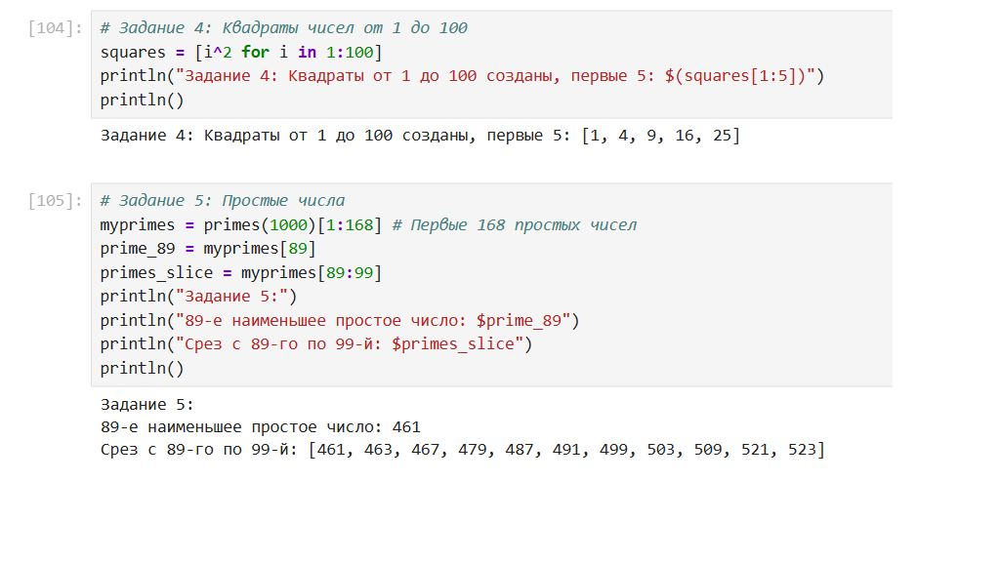 [104]: # Задание 4: Квадраты чисел от 1 до 100
squares = [i^2 for i in 1:100]
println("Задание 4: Квадраты от 1 до 100 созданы, первые 5: $(squares[1:5])")
println()
Задание 4: Квадраты от 1 до 100 созданы, первые 5: [1, 4, 9, 16, 25]
[105]: # Задание 5: Простые числа
myprimes = primes(1000)[1:168] # Первые 168 простых чисел
prime_89 = myprimes[89]
primes_slice = myprimes[89:99]
println("Задание 5:")
println("89-е наименьшее простое число: $prime_89")
println("Срез с 89-го по 99-й: $primes_slice")
println()
Задание 5:
89-е наименьшее простое число: 461
Срез с 89-го по 99-й: [461, 463, 467, 479, 487, 491, 499, 503, 509, 521, 523]